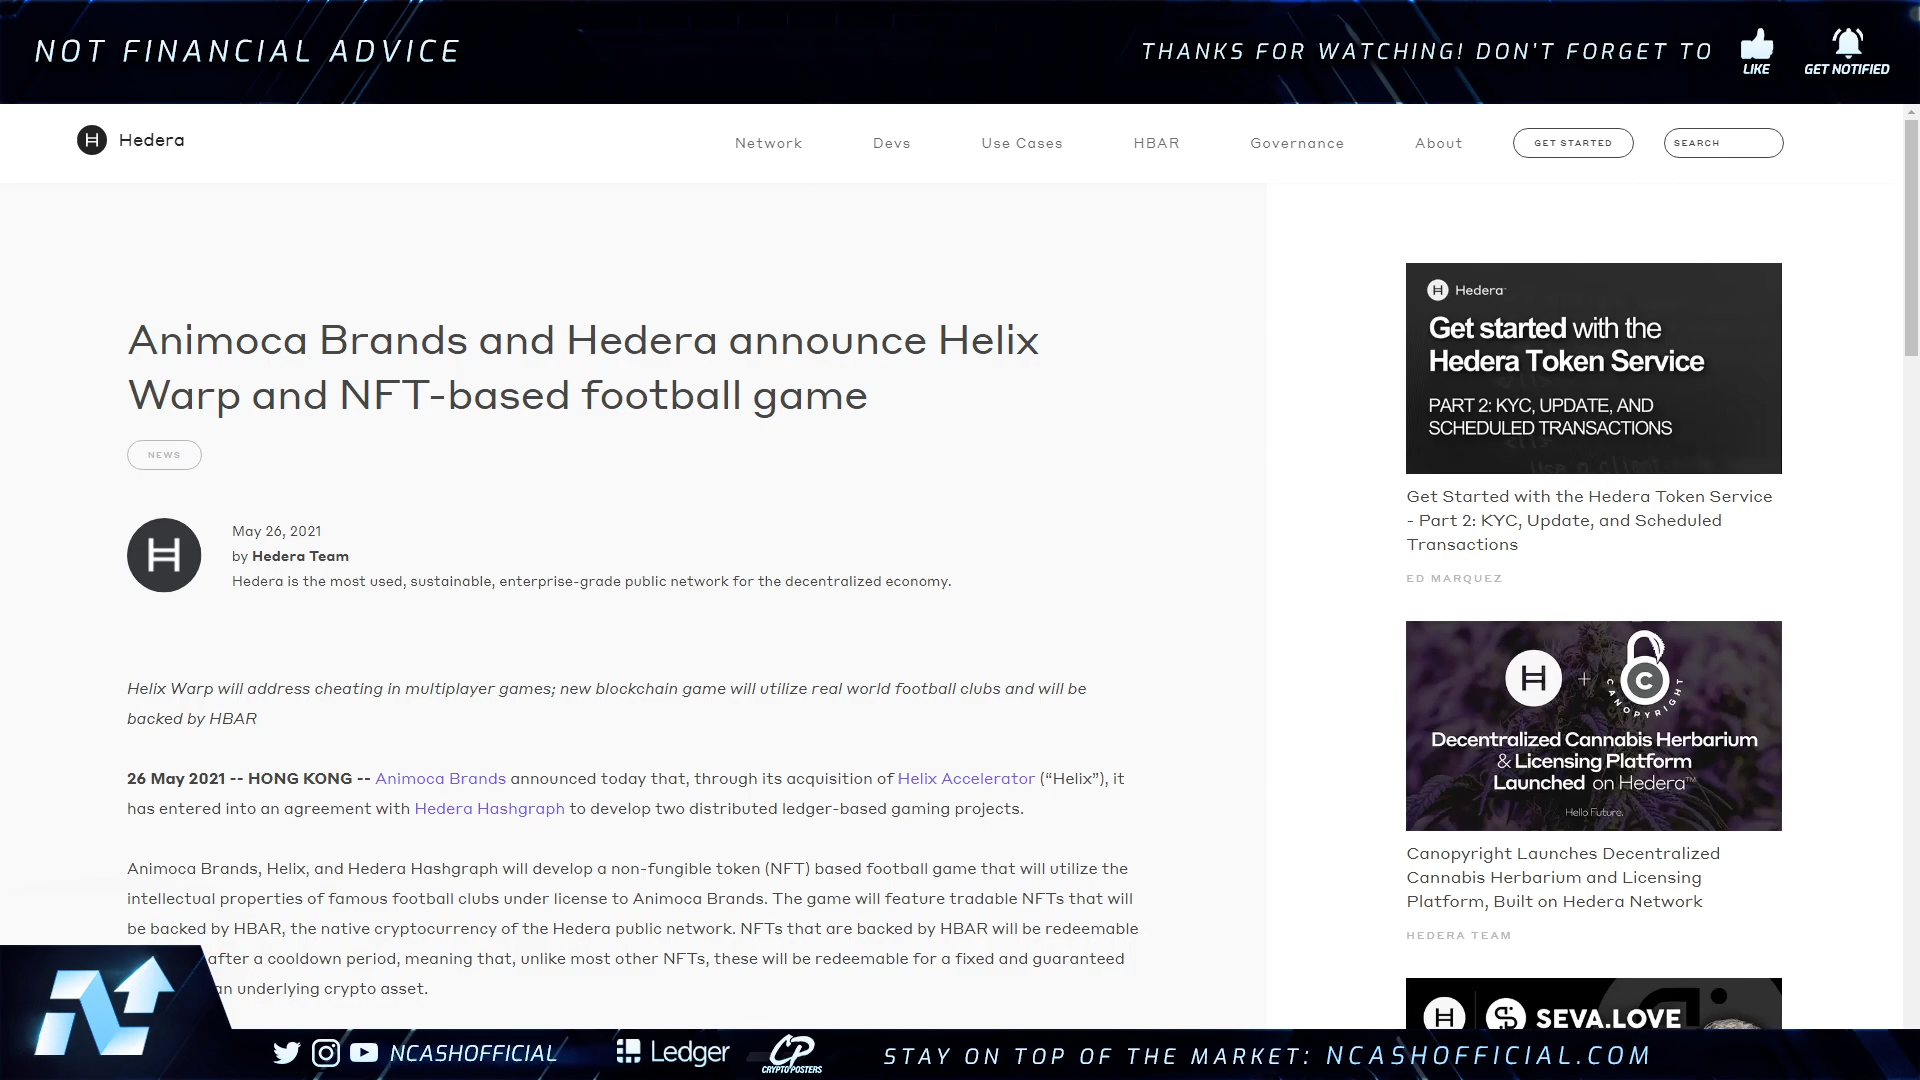 NOT FINANCIAL ADVICE
THANKS FOR WATCHING! DON'T FORGET TO
LIKE
GET NOTIFIED
Hedera
Network
Devs
Use Cases
HBAR
Governance
About
GET STARTED
SEARCH
Animoca Brands and Hedera announce Helix
Warp and NFT-based football game
NEWS
May 26, 2021
by Hedera Team
Hedera is the most used, sustainable, enterprise-grade public network for the decentralized economy.
Helix Warp will address cheating in multiplayer games; new blockchain game will utilize real world football clubs and will be
backed by HBAR
26 May 2021 -- HONG KONG -- Animoca Brands announced today that, through its acquisition of Helix Accelerator (“Helix”), it
has entered into an agreement with Hedera Hashgraph to develop two distributed ledger-based gaming projects.
Animoca Brands, Helix, and Hedera Hashgraph will develop a non-fungible token (NFT) based football game that will utilize the
intellectual properties of famous football clubs under license to Animoca Brands. The game will feature tradable NFTs that will
be backed by HBAR, the native cryptocurrency of the Hedera public network. NFTs that are backed by HBAR will be redeemable
after a cooldown period, meaning that, unlike most other NFTs, these will be redeemable for a fixed and guaranteed
an underlying crypto asset.
Hedera
Get started with the
Hedera Token Service
PART 2: KYC, UPDATE, AND
SCHEDULED TRANSACTIONS
Get Started with the Hedera Token Service
- Part 2: KYC, Update, and Scheduled
Transactions
ED MARQUEZ
H + C
CANOPYRIGHT
Decentralized Cannabis Herbarium
& Licensing Platform
Launched on Hedera™
Hello Future.
Canopyright Launches Decentralized
Cannabis Herbarium and Licensing
Platform, Built on Hedera Network
HEDERA TEAM
SEVA.LOVE
NCASHOFFICIAL
Ledger
CP
CRYPTO POSTERS
STAY ON TOP OF THE MARKET: NCASHOFFICIAL.COM